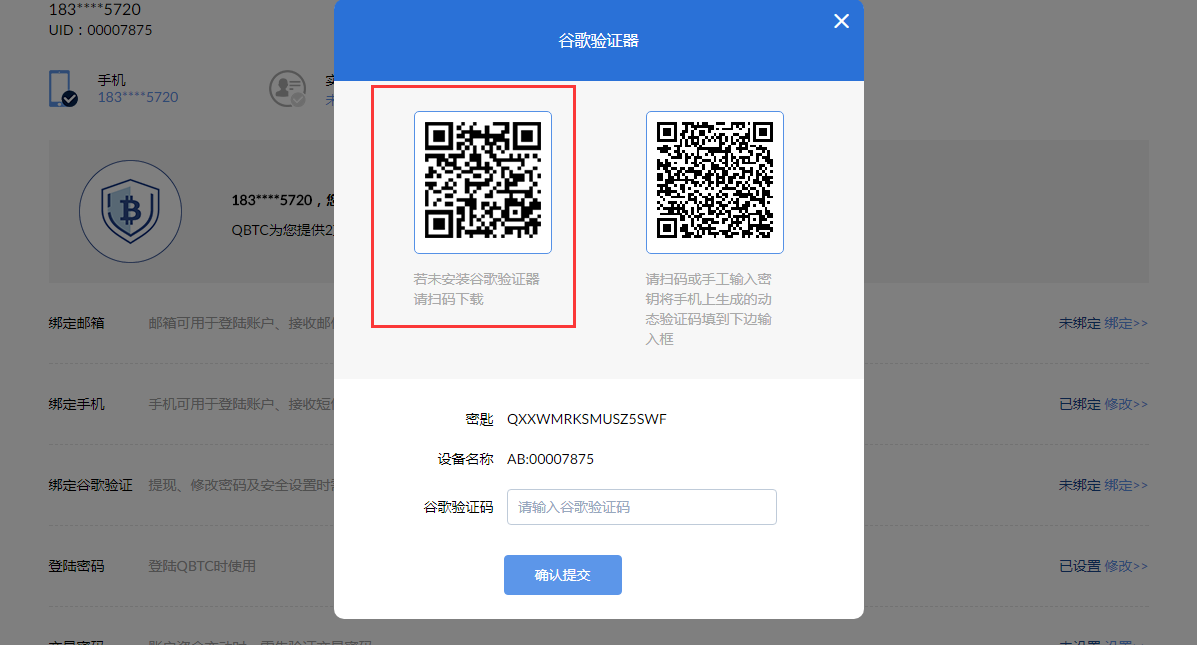 183****5720
UID：00007875
手机
183****5720
谷歌验证器
183****5720，
QBTC为您提供2
若未安装谷歌验证器
请扫码下载
请扫码或手工输入密
钥将手机上生成的动
态验证码填到下边输
入框
绑定邮箱 邮箱可用于登陆账户、接收邮 未绑定 绑定>>
绑定手机 手机可用于登陆账户、接收短 已绑定 修改>>
绑定谷歌验证 提现、修改密码及安全设置时 未绑定 绑定>>
登陆密码 登陆QBTC时使用 已设置 修改>>
密匙 QXXWMRKSMUSZ5SWF
设备名称 AB:00007875
谷歌验证码 请输入谷歌验证码
确认提交